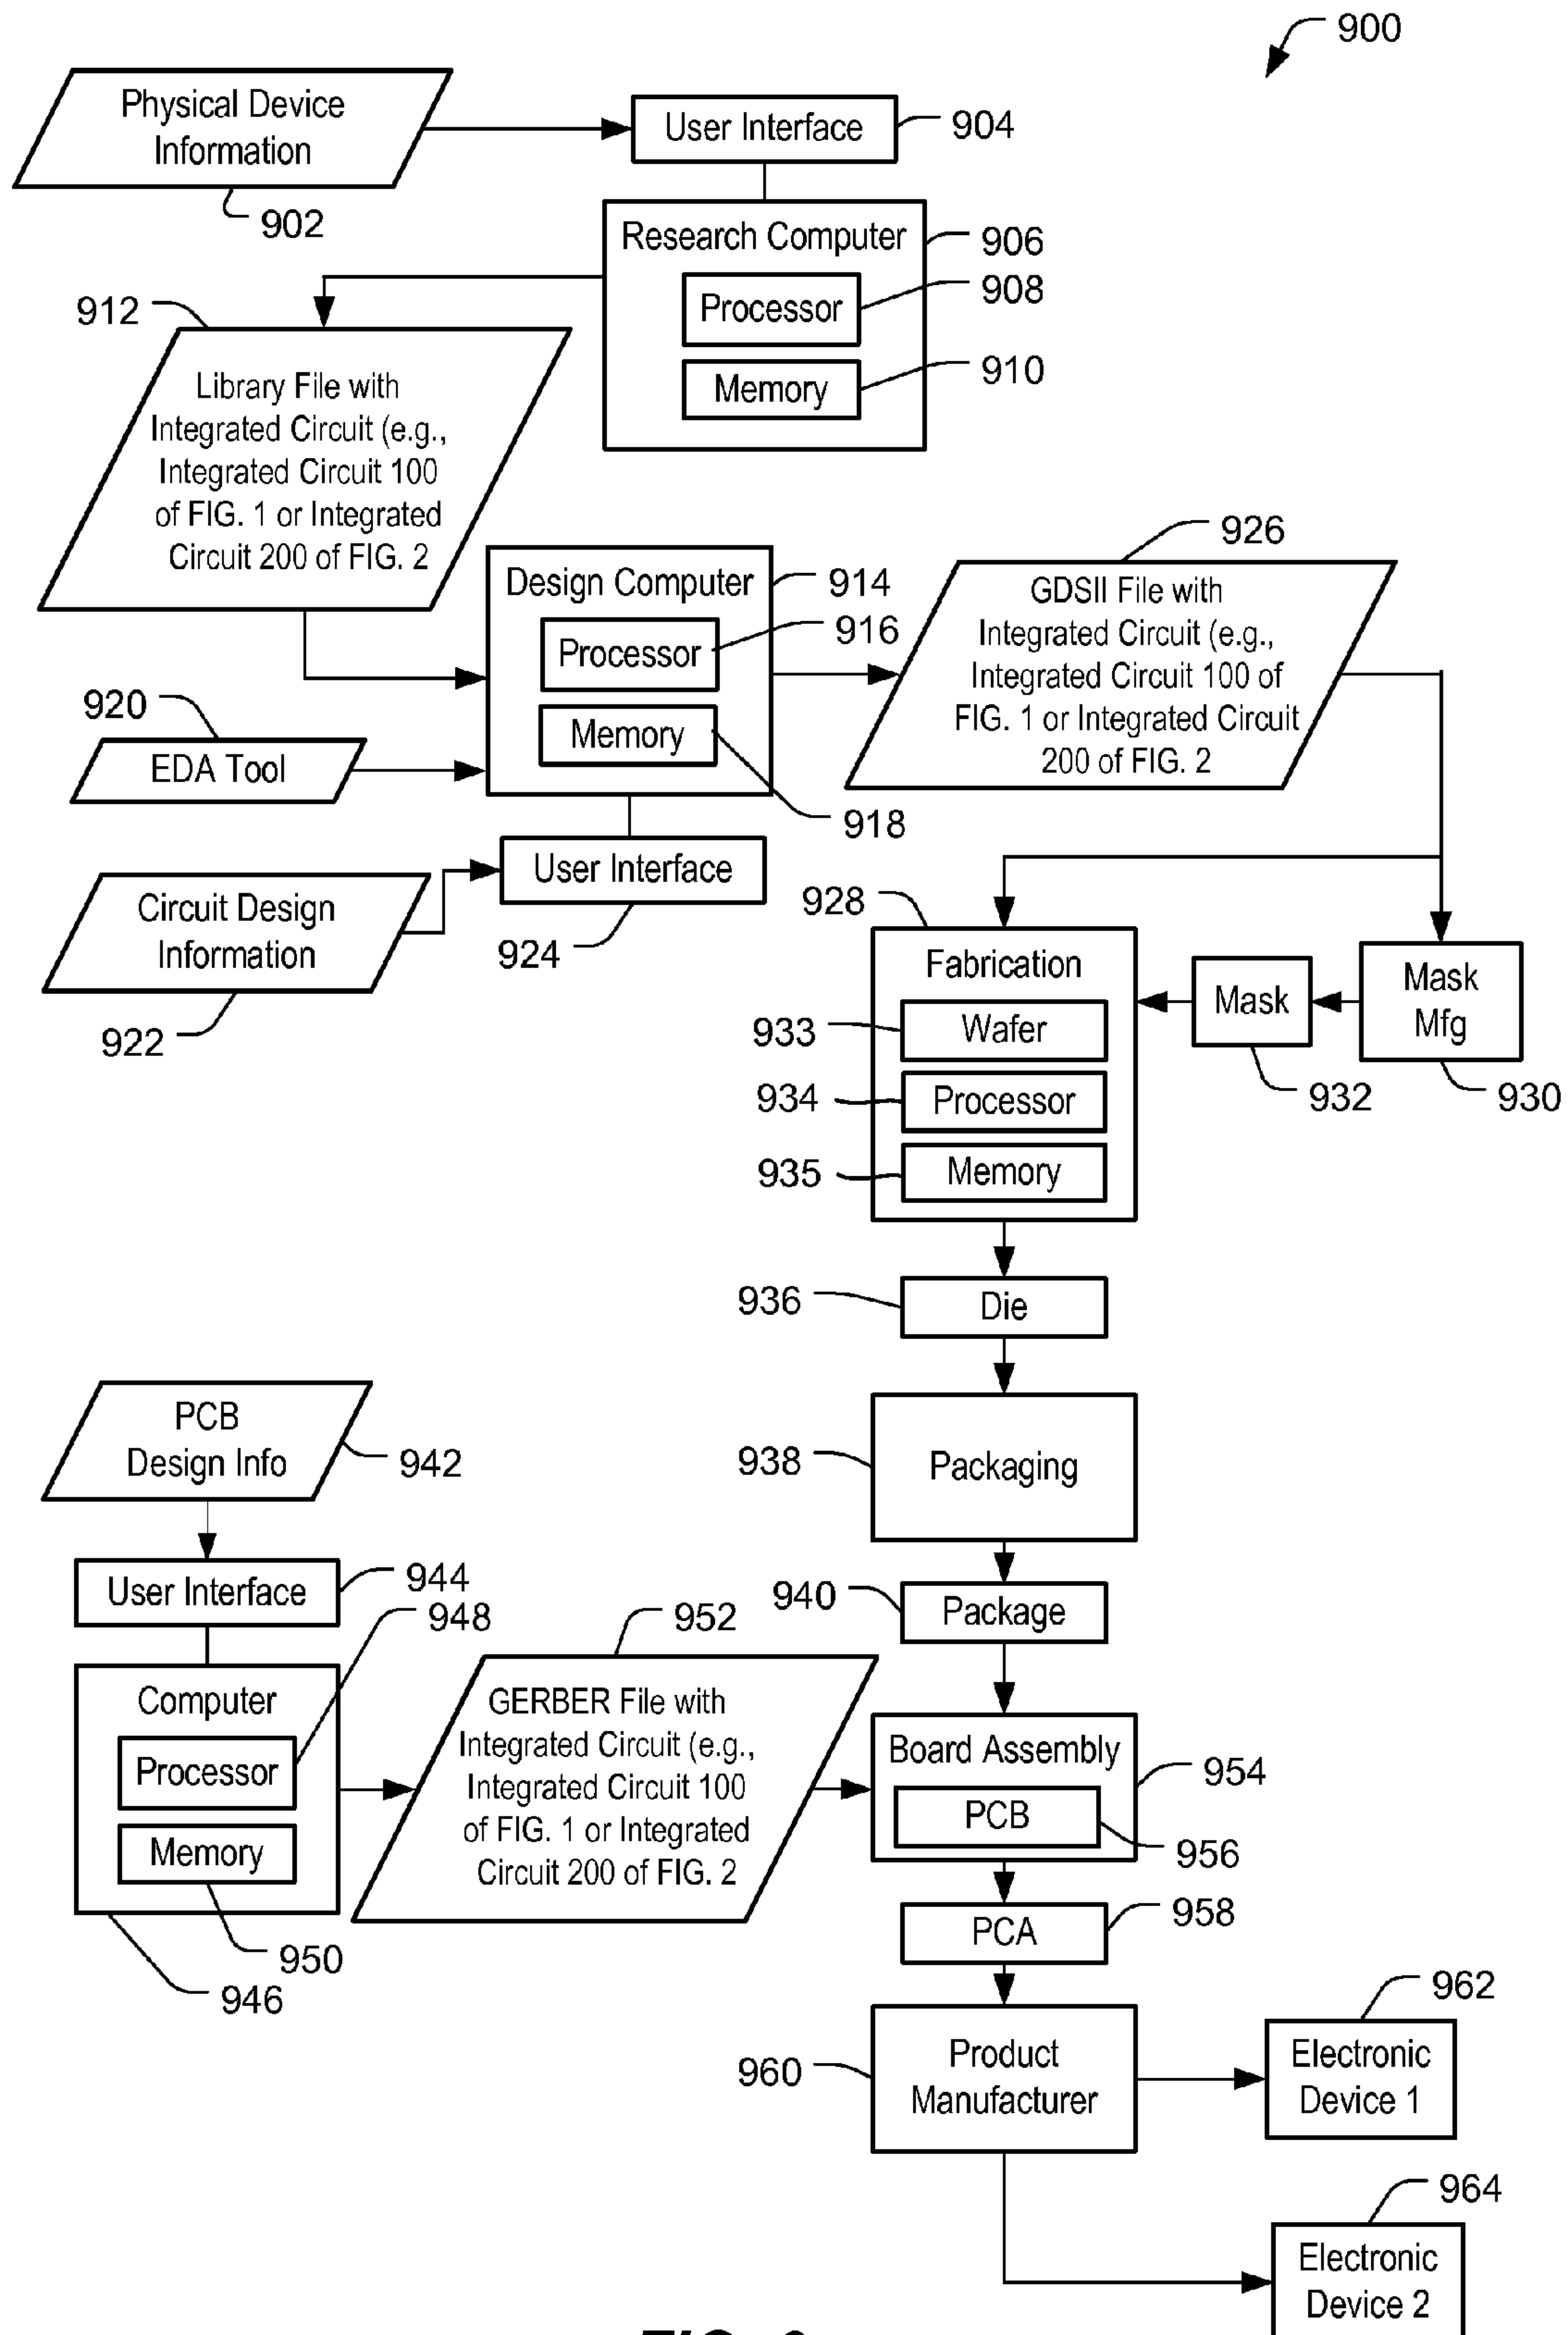 900
Physical Device
Information
902
User Interface
904
Research Computer
906
Processor
908
Memory
910
912
Library File with
Integrated Circuit (e.g.,
Integrated Circuit 100
of FIG. 1 or Integrated
Circuit 200 of FIG. 2
Design Computer
914
Processor
916
Memory
918
920
EDA Tool
Circuit Design
Information
922
User Interface
924
926
GDSII File with
Integrated Circuit (e.g.,
Integrated Circuit 100 of
FIG. 1 or Integrated Circuit
200 of FIG. 2
928
Fabrication
933
Wafer
934
Processor
935
Memory
Mask
932
Mask
Mfg
930
936
Die
938
Packaging
940
Package
PCB
Design Info
942
User Interface
944
948
Computer
Processor
Memory
950
946
952
GERBER File with
Integrated Circuit (e.g.,
Integrated Circuit 100
of FIG. 1 or Integrated
Circuit 200 of FIG. 2
Board Assembly
954
PCB
956
PCA
958
960
Product
Manufacturer
962
Electronic
Device 1
964
Electronic
Device 2